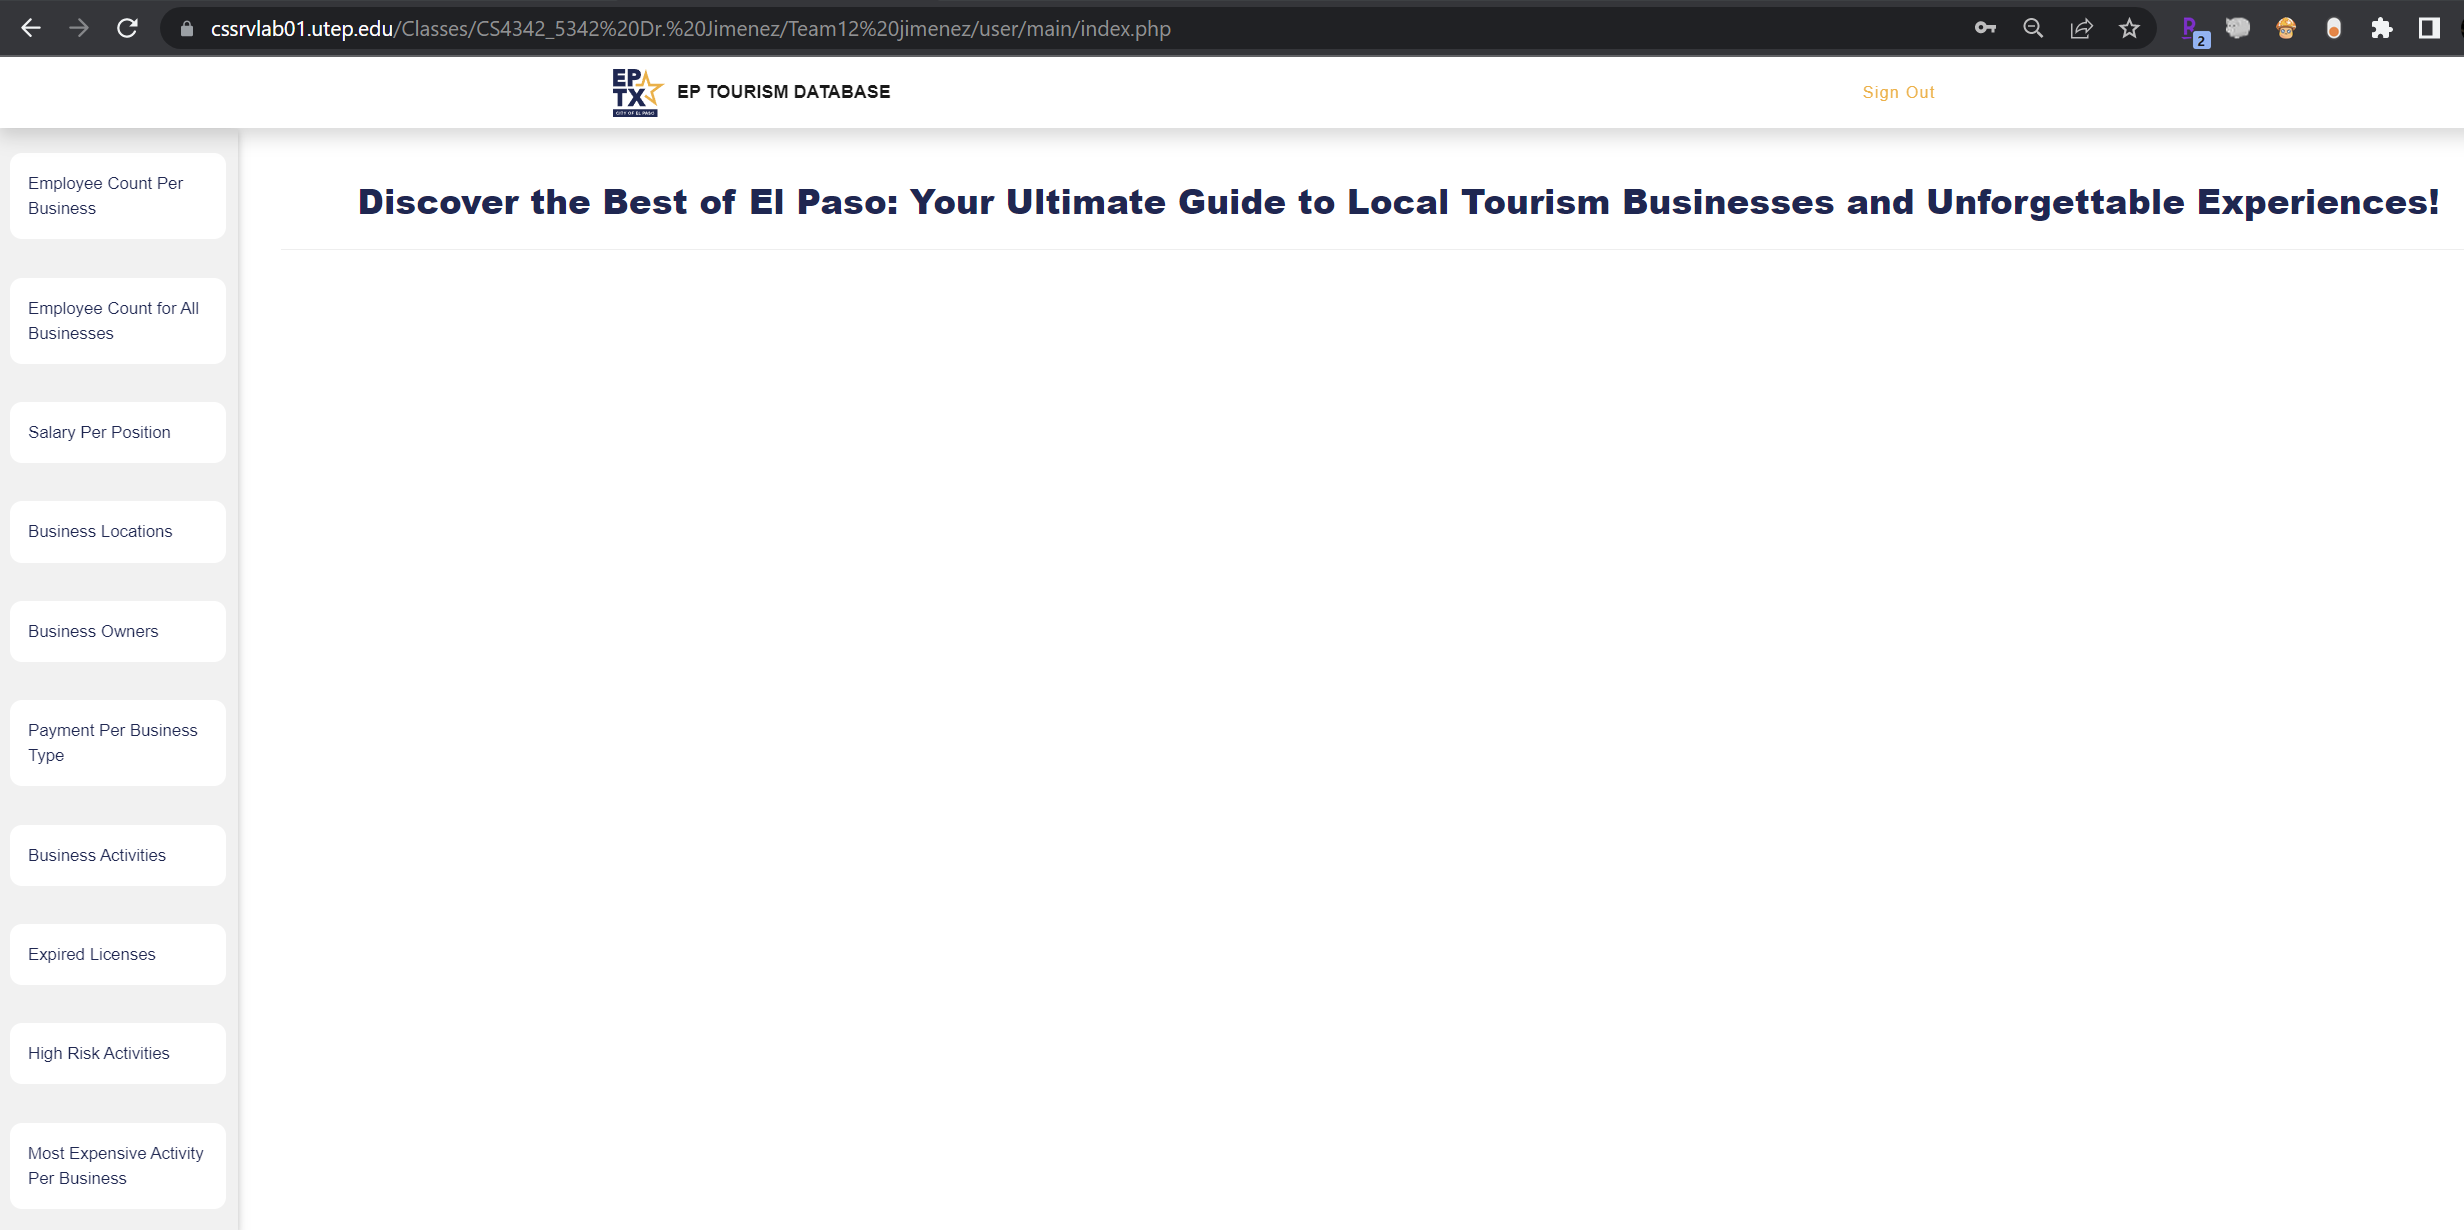 cssrvlab01.utep.edu/Classes/CS4342_5342%20Dr.%20Jimenez/Team12%20jimenez/user/main/index.php
2
EP
TX
CITY OF EL PASO
EP TOURISM DATABASE
Sign Out
Discover the Best of El Paso: Your Ultimate Guide to Local Tourism Businesses and Unforgettable Experiences!
Employee Count Per
Business
Employee Count for All
Businesses
Salary Per Position
Business Locations
Business Owners
Payment Per Business
Type
Business Activities
Expired Licenses
High Risk Activities
Most Expensive Activity
Per Business